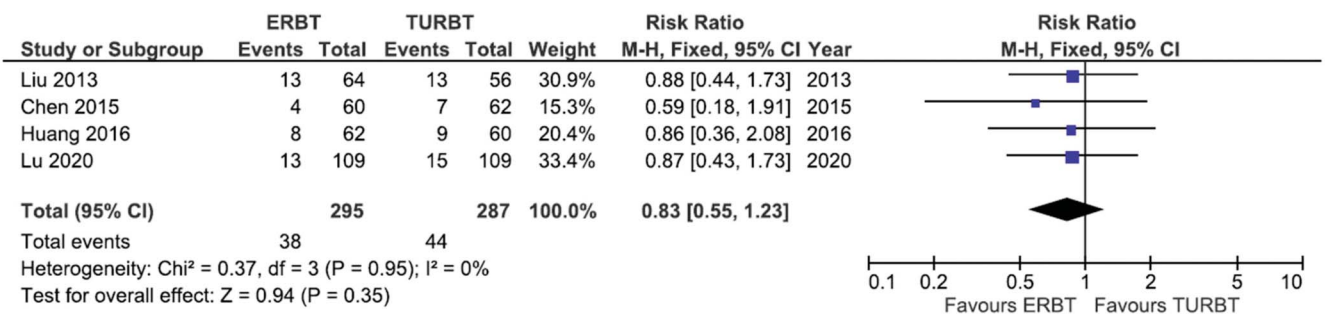 ERBT TURBT Risk Ratio Risk Ratio
Study or Subgroup Events Total Events Total Weight M-H, Fixed, 95% CI Year M-H, Fixed, 95% CI
Liu 2013 13 64 13 56 30.9% 0.88 [0.44, 1.73] 2013
Chen 2015 4 60 7 62 15.3% 0.59 [0.18, 1.91] 2015
Huang 2016 8 62 9 60 20.4% 0.86 [0.36, 2.08] 2016
Lu 2020 13 109 15 109 33.4% 0.87 [0.43, 1.73] 2020
Total (95% CI) 295 287 100.0% 0.83 [0.55, 1.23]
Total events 38 44
Heterogeneity: Chi² = 0.37, df = 3 (P = 0.95); I² = 0%
Test for overall effect: Z = 0.94 (P = 0.35)
0.1 0.2 0.5 1 2 5 10
Favours ERBT Favours TURBT